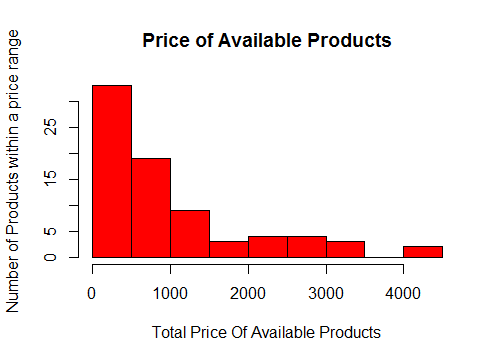 Price of Available Products
Number of Products within a price range
25
5
0
0 1000 2000 3000 4000
Total Price Of Available Products